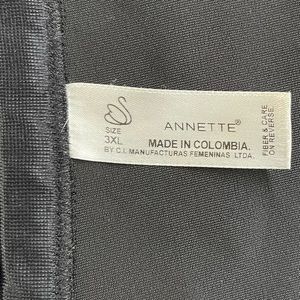 ANNETTE®
SIZE
3XL
MADE IN COLOMBIA.
BY C.I. MANUFACTURAS FEMENINAS LTDA.
FIBER & CARE
ON REVERSE.